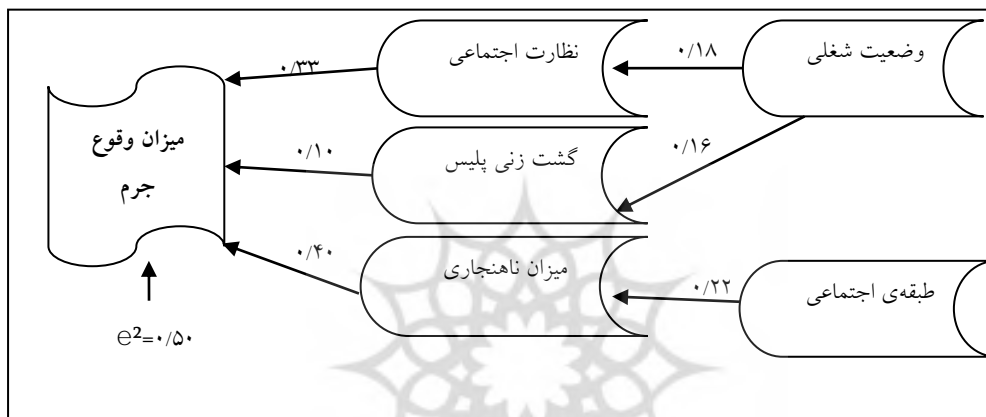 وضعیت شغلی
۰/۱۸
نظارت اجتماعی
۰/۳۳
میزان وقوع
جرم
۰/۱۶
گشت زنی پلیس
۰/۱۰
طبقه‌ی اجتماعی
۰/۲۲
میزان ناهنجاری
۰/۴۰
e²=۰/۵۰